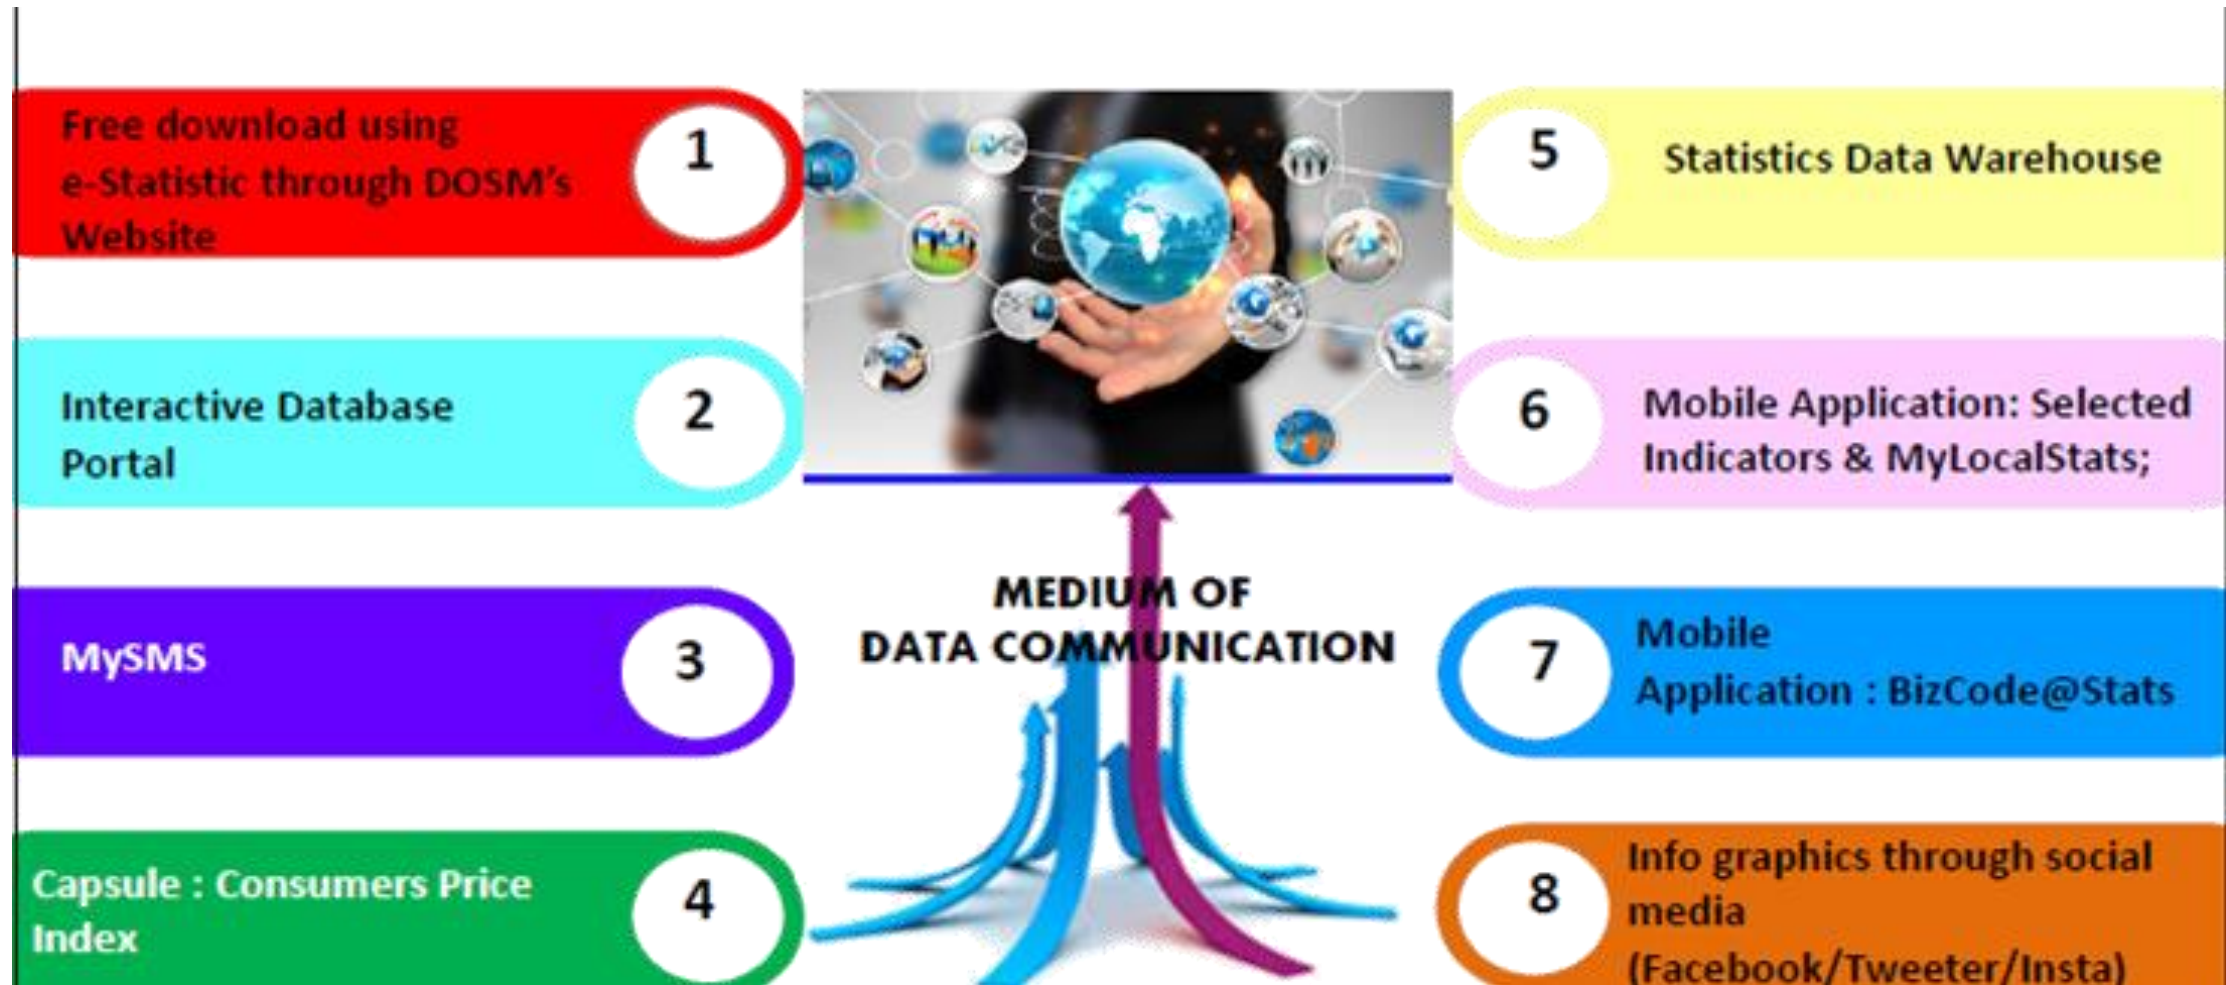 Free download using
e-Statistic through DOSM's
Website
1
Interactive Database
Portal
2
MySMS
3
Capsule : Consumers Price
Index
4
MEDIUM OF
DATA COMMUNICATION
5
Statistics Data Warehouse
6
Mobile Application: Selected
Indicators & MyLocalStats;
7
Mobile
Application : BizCode@Stats
8
Info graphics through social
media
(Facebook/Tweeter/Insta)